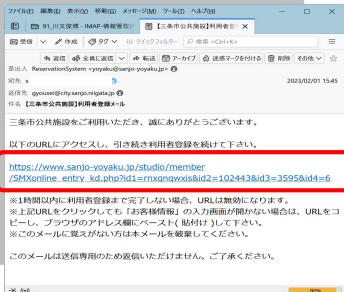 ファイル(F) 編集(E) 表示(V) 移動(G) メッセージ(M) ツール(T) ヘルプ(H)
91_川又俊博 - IMAP-情報管理 【三条市公共施設】利用者登
受信 作成 タグ クイックフィルター 検索 <Ctrl+K>
返信 全員に返信 転送 アーカイブ 迷惑マークを付ける 削除 その他
差出人 ReservationSystem <yoyaku@sanjo-yoyaku.jp>
宛先 s 2023/02/01 15:45
返信先 gyousei@city.sanjo.niigata.jp
件名 【三条市公共施設】利用者登録メール
三条市公共施設をご利用いただき、誠にありがとうございます。
以下のURLにアクセスし、引き続き利用者登録を続けて下さい。
https://www.sanjo-yoyaku.jp/studio/member
/SMXonline_entry_kd.php?id1=rnxqnqwxis&id2=102443&id3=3595&id4=6
※1時間以内に利用者登録まで完了しない場合、URLは無効になります。
※上記URLをクリックしても「お客様情報」の入力画面が開かない場合は、URLをコ
ピーし、ブラウザのアドレス欄にペースト(貼付け)して下さい。
※このメールに覚えがない方は本メールを破棄してください。
このメールは送信専用のため返信いただけません。ご了承ください。
90%